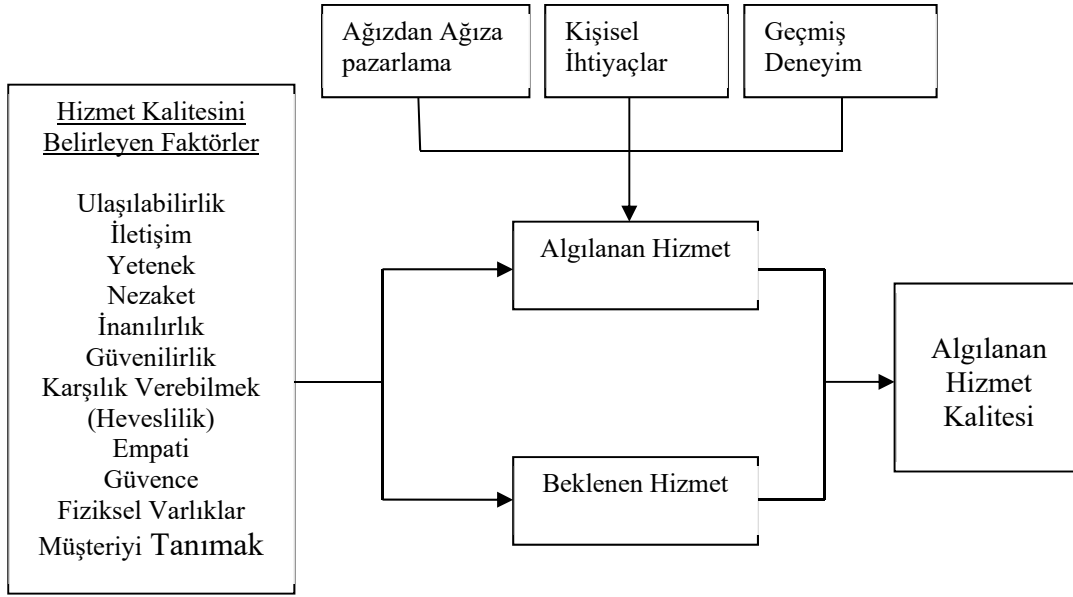 Ağızdan Ağıza
pazarlama
Kişisel
İhtiyaçlar
Geçmiş
Deneyim
Hizmet Kalitesini
Belirleyen Faktörler
Ulaşılabilirlik
İletişim
Yetenek
Nezaket
İnanılırlık
Güvenilirlik
Karşılık Verebilmek
(Heveslilik)
Empati
Güvence
Fiziksel Varlıklar
Müşteriyi Tanımak
Algılanan Hizmet
Beklenen Hizmet
Algılanan
Hizmet
Kalitesi